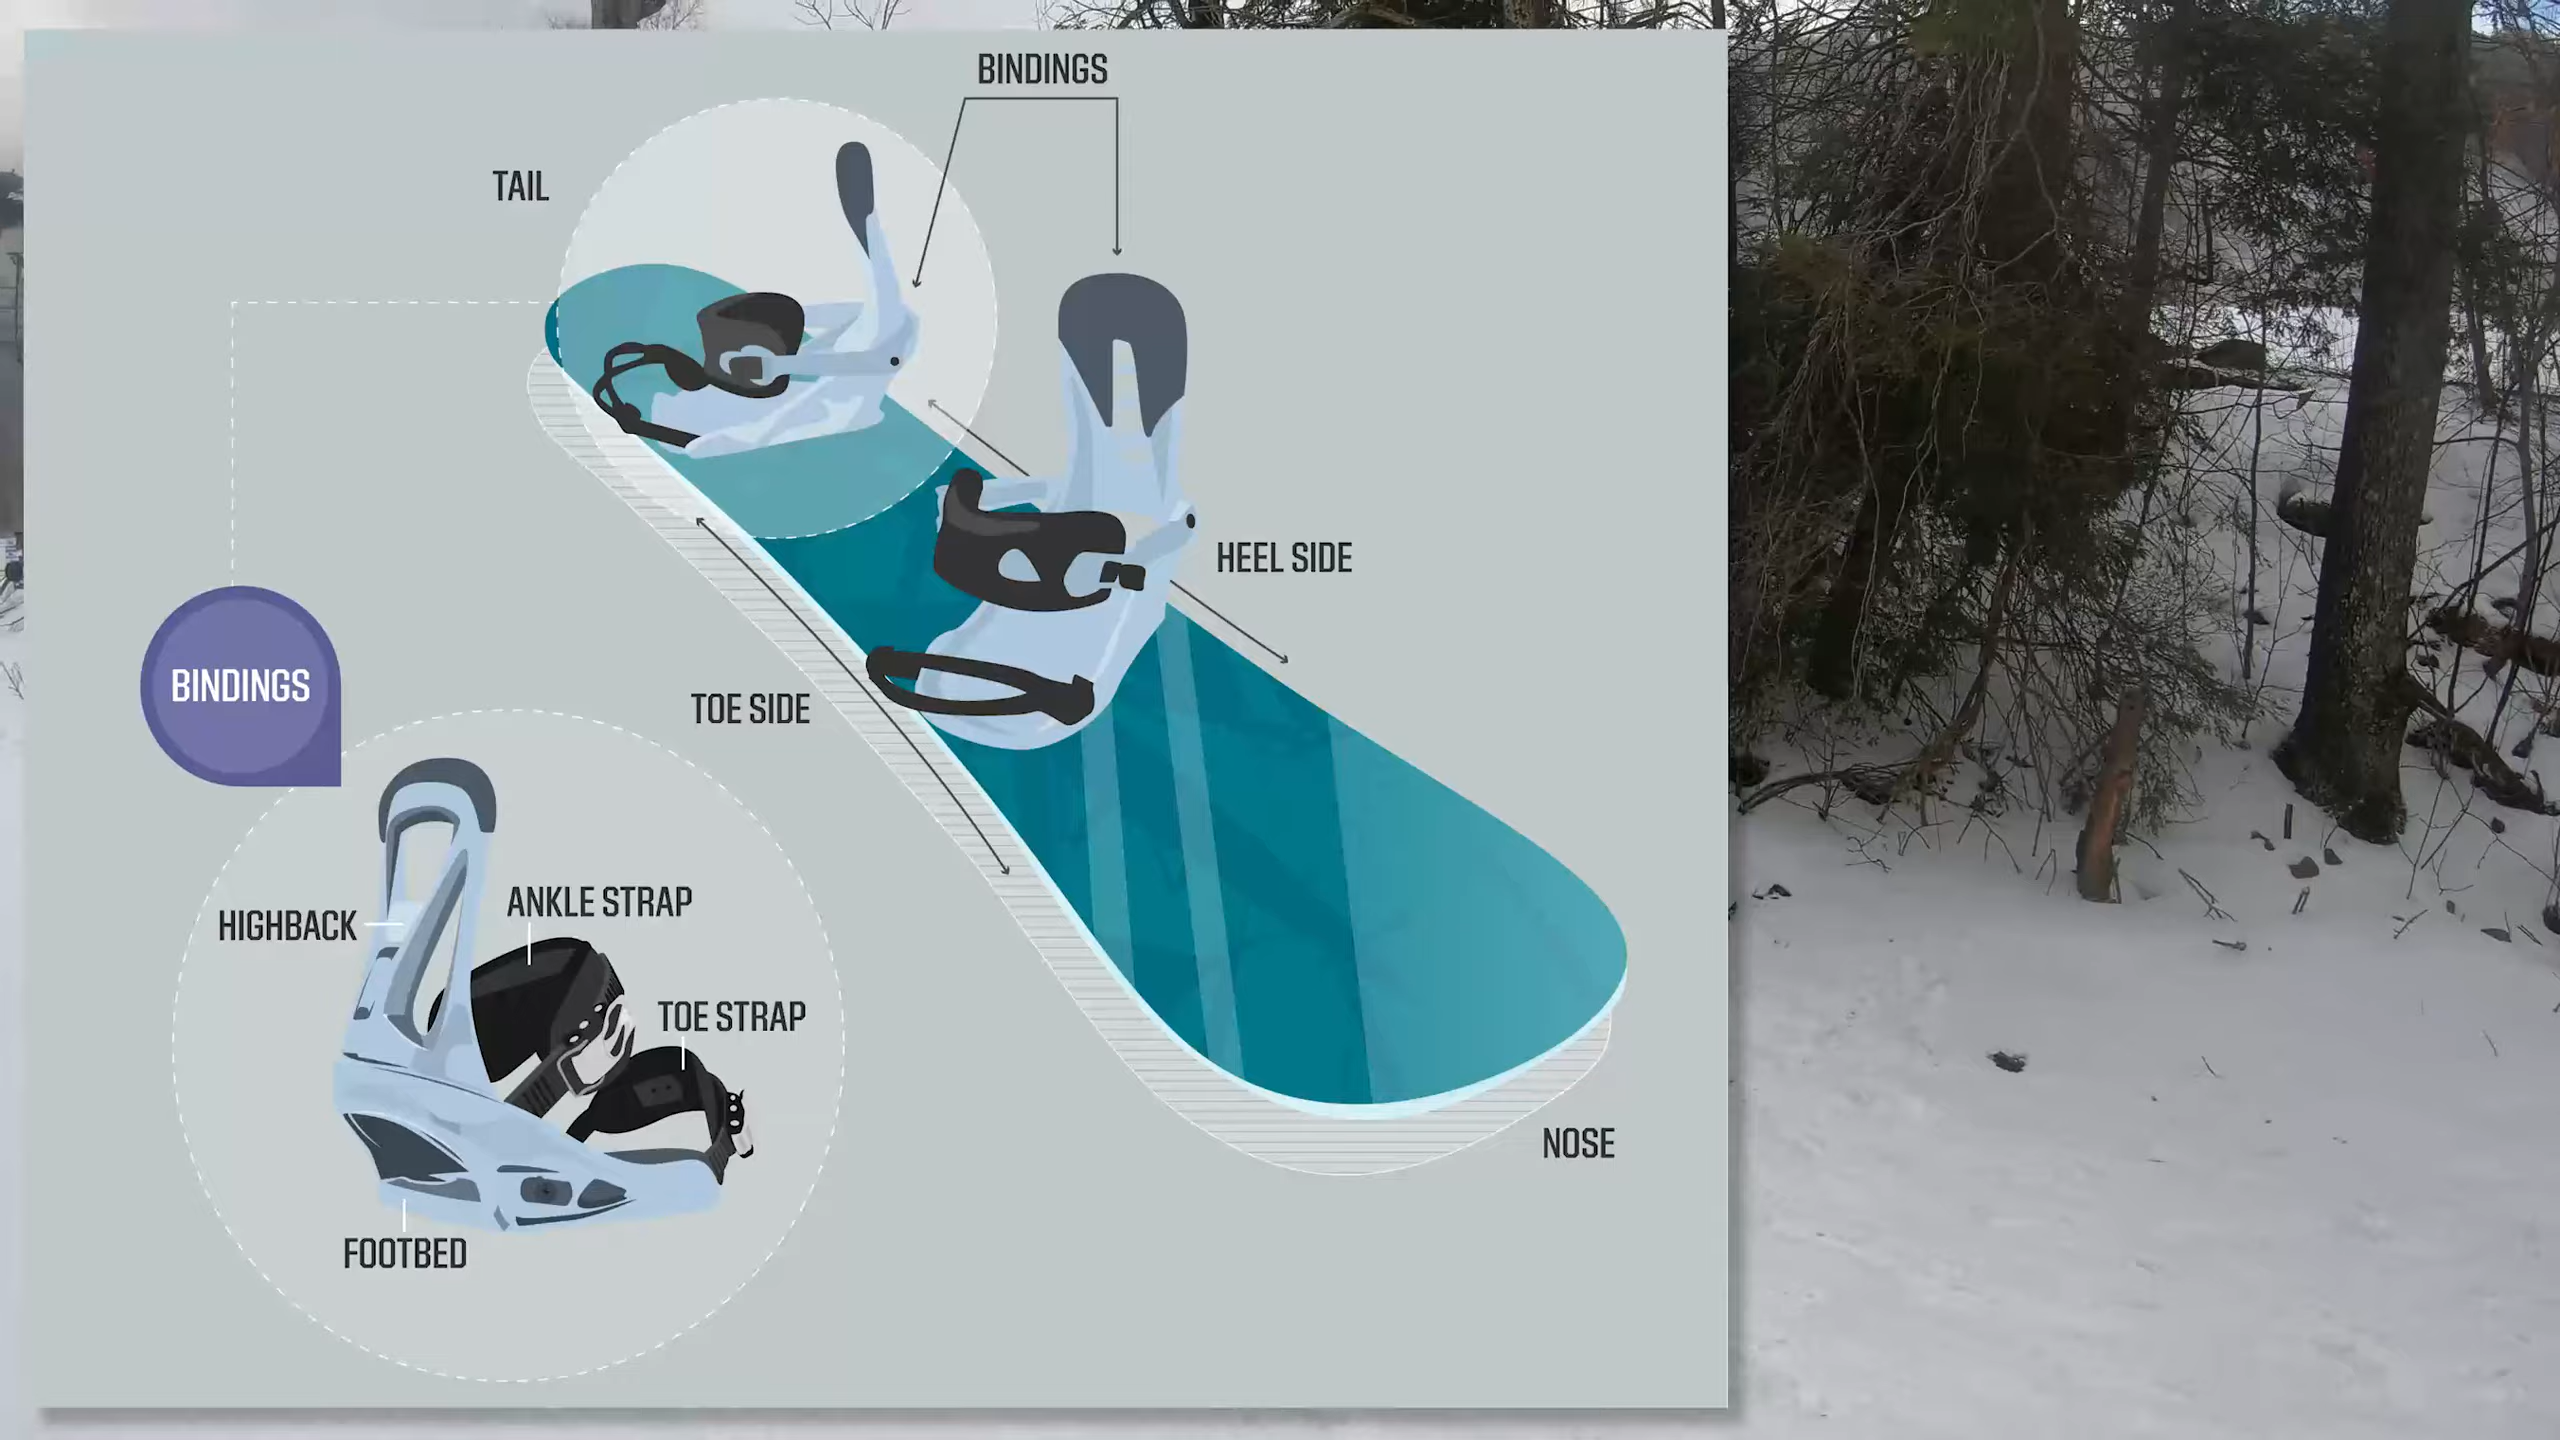 BINDINGS
TAIL
HEEL SIDE
BINDINGS
TOE SIDE
ANKLE STRAP
HIGHBACK
TOE STRAP
NOSE
FOOTBED